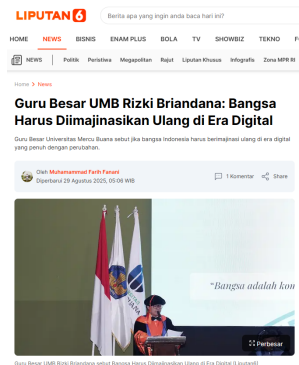 LIPUTAN 6
Berita apa yang ingin anda baca hari ini?
HOME NEWS BISNIS ENAM PLUS BOLA TV SHOWBIZ TEKNO F
NEWS Politik Peristiwa Megapolitan Rajut Liputan Khusus Infografis Zona MPR RI
Home > News
Guru Besar UMB Rizki Briandana: Bangsa
Harus Diimajinasikan Ulang di Era Digital
Guru Besar Universitas Mercu Buana sebut jika bangsa Indonesia harus berimajinasi ulang di era digital
yang penuh dengan perubahan.
Oleh Muhammad Farih Fanani
Diperbarui 29 Agustus 2025, 05:06 WIB
1 Komentar Share
"Bangsa adalah kon
Perbesar
Guru Besar UMB Rizki Briandana sebut Bangsa Harus Diimajinasikan Ulang di Era Digital (Liputan6)